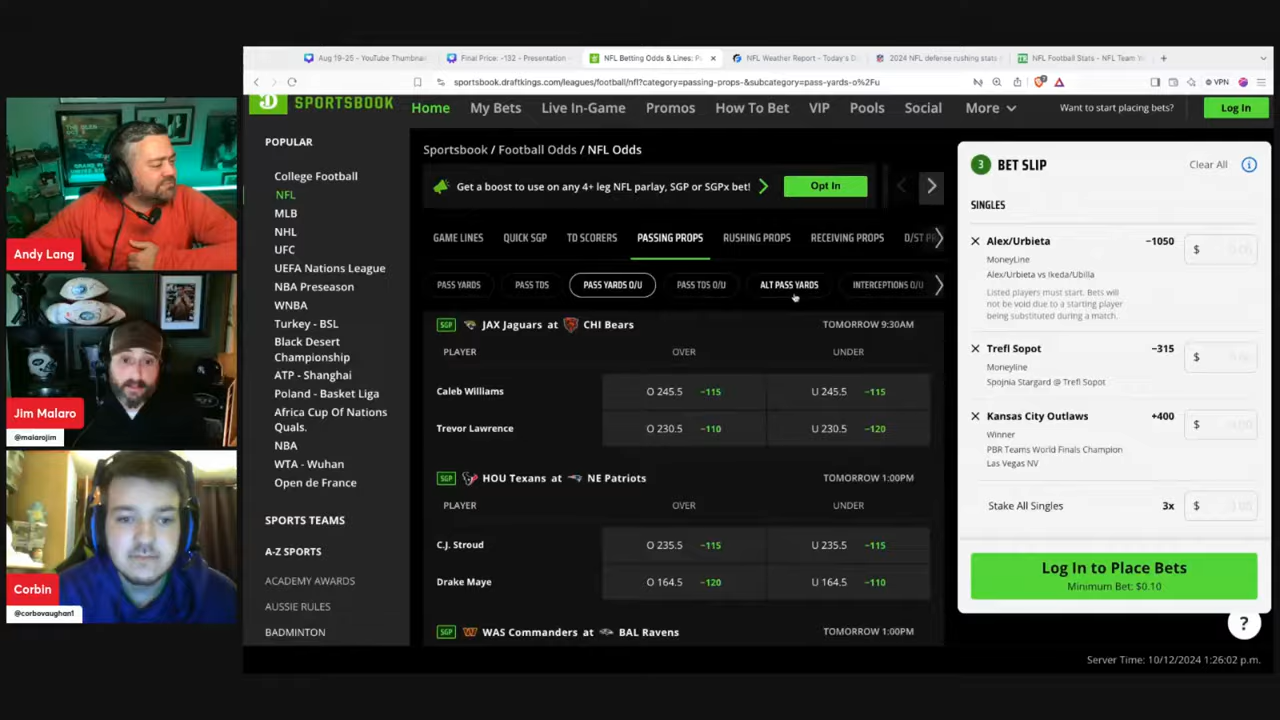 Aug 19-25 - YouTube Thumbnai
Final Price: -132 - Presentation
NFL Betting Odds & Lines: P
NFL Weather Report - Today's D
2024 NFL defense rushing stats
NFL Football Stats - NFL Team
sportsbook.draftkings.com/leagues/football/nfl?category=passing-props-&subcategory=pass-yards-o%2Fu
VPN
SPORTSBOOK
Home
My Bets
Live In-Game
Promos
How To Bet
VIP
Pools
Social
More
Want to start placing bets?
Log In
POPULAR
College Football
NFL
MLB
NHL
UFC
UEFA Nations League
NBA Preseason
WNBA
Turkey - BSL
Black Desert
Championship
ATP - Shanghai
Poland - Basket Liga
Africa Cup Of Nations
Quals.
NBA
WTA - Wuhan
Open de France
SPORTS TEAMS
A-Z SPORTS
ACADEMY AWARDS
AUSSIE RULES
BADMINTON
Sportsbook / Football Odds / NFL Odds
Get a boost to use on any 4+ leg NFL parlay, SGP or SGPx bet!
Opt In
GAME LINES
QUICK SGP
TD SCORERS
PASSING PROPS
RUSHING PROPS
RECEIVING PROPS
D/ST PR
PASS YARDS
PASS TDS
PASS YARDS O/U
PASS TDS O/U
ALT PASS YARDS
INTERCEPTIONS O/U
SGP JAX Jaguars at CHI Bears TOMORROW 9:30AM
PLAYER OVER UNDER
Caleb Williams O 245.5 −115 U 245.5 −115
Trevor Lawrence O 230.5 −110 U 230.5 −120
SGP HOU Texans at NE Patriots TOMORROW 1:00PM
PLAYER OVER UNDER
C.J. Stroud O 235.5 −115 U 235.5 −115
Drake Maye O 164.5 −120 U 164.5 −110
SGP WAS Commanders at BAL Ravens TOMORROW 1:00PM
3 BET SLIP
Clear All
SINGLES
Alex/Urbieta −1050 $
MoneyLine
Alex/Urbieta vs Ikeda/Ubilla
Listed players must start. Bets will
not be void due to a starting player
being substituted during a match.
Trefl Sopot −315 $
Moneyline
Spojnia Stargard @ Trefl Sopot
Kansas City Outlaws +400 $
Winner
PBR Teams World Finals Champion
Las Vegas NV
Stake All Singles 3x $
Log In to Place Bets
Minimum Bet: $0.10
?
Server Time: 10/12/2024 1:26:02 p.m.
Andy Lang
Jim Malaro
@malarojim
Corbin
@corbovaughan1